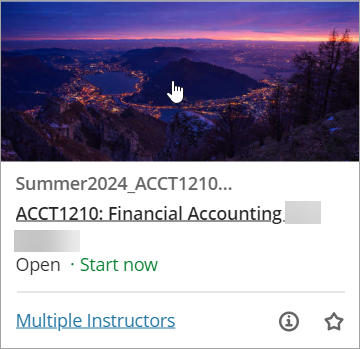 Summer2024_ACCT1210...
ACCT1210: Financial Accounting
Open · Start now
Multiple Instructors